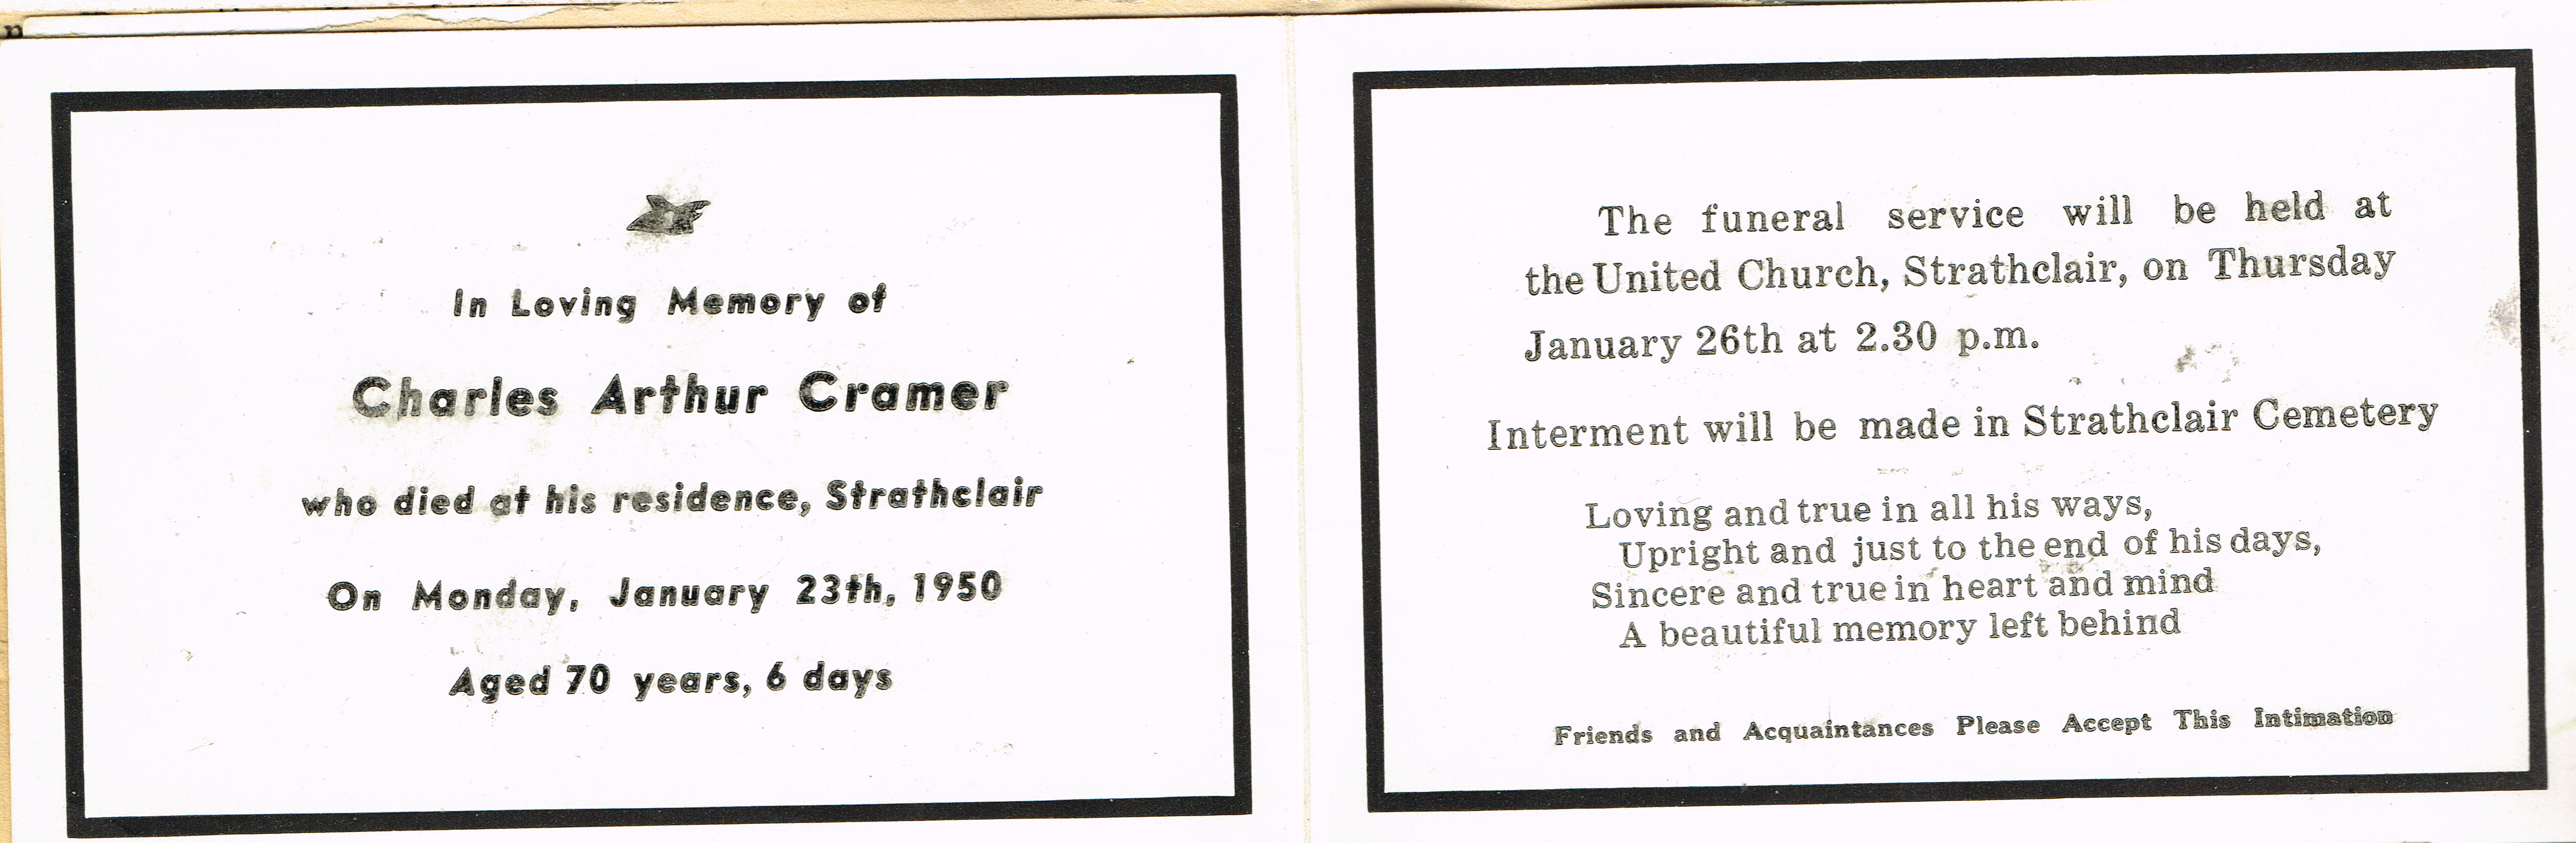 In Loving Memory of
Charles Arthur Cramer
who died at his residence, Strathclair
On Monday, January 23th, 1950
Aged 70 years, 6 days
The funeral service will be held at
the United Church, Strathclair, on Thursday
January 26th at 2.30 p.m.
Interment will be made in Strathclair Cemetery
Loving and true in all his ways,
Upright and just to the end of his days,
Sincere and true in heart and mind
A beautiful memory left behind
Friends and Acquaintances Please Accept This Intimation